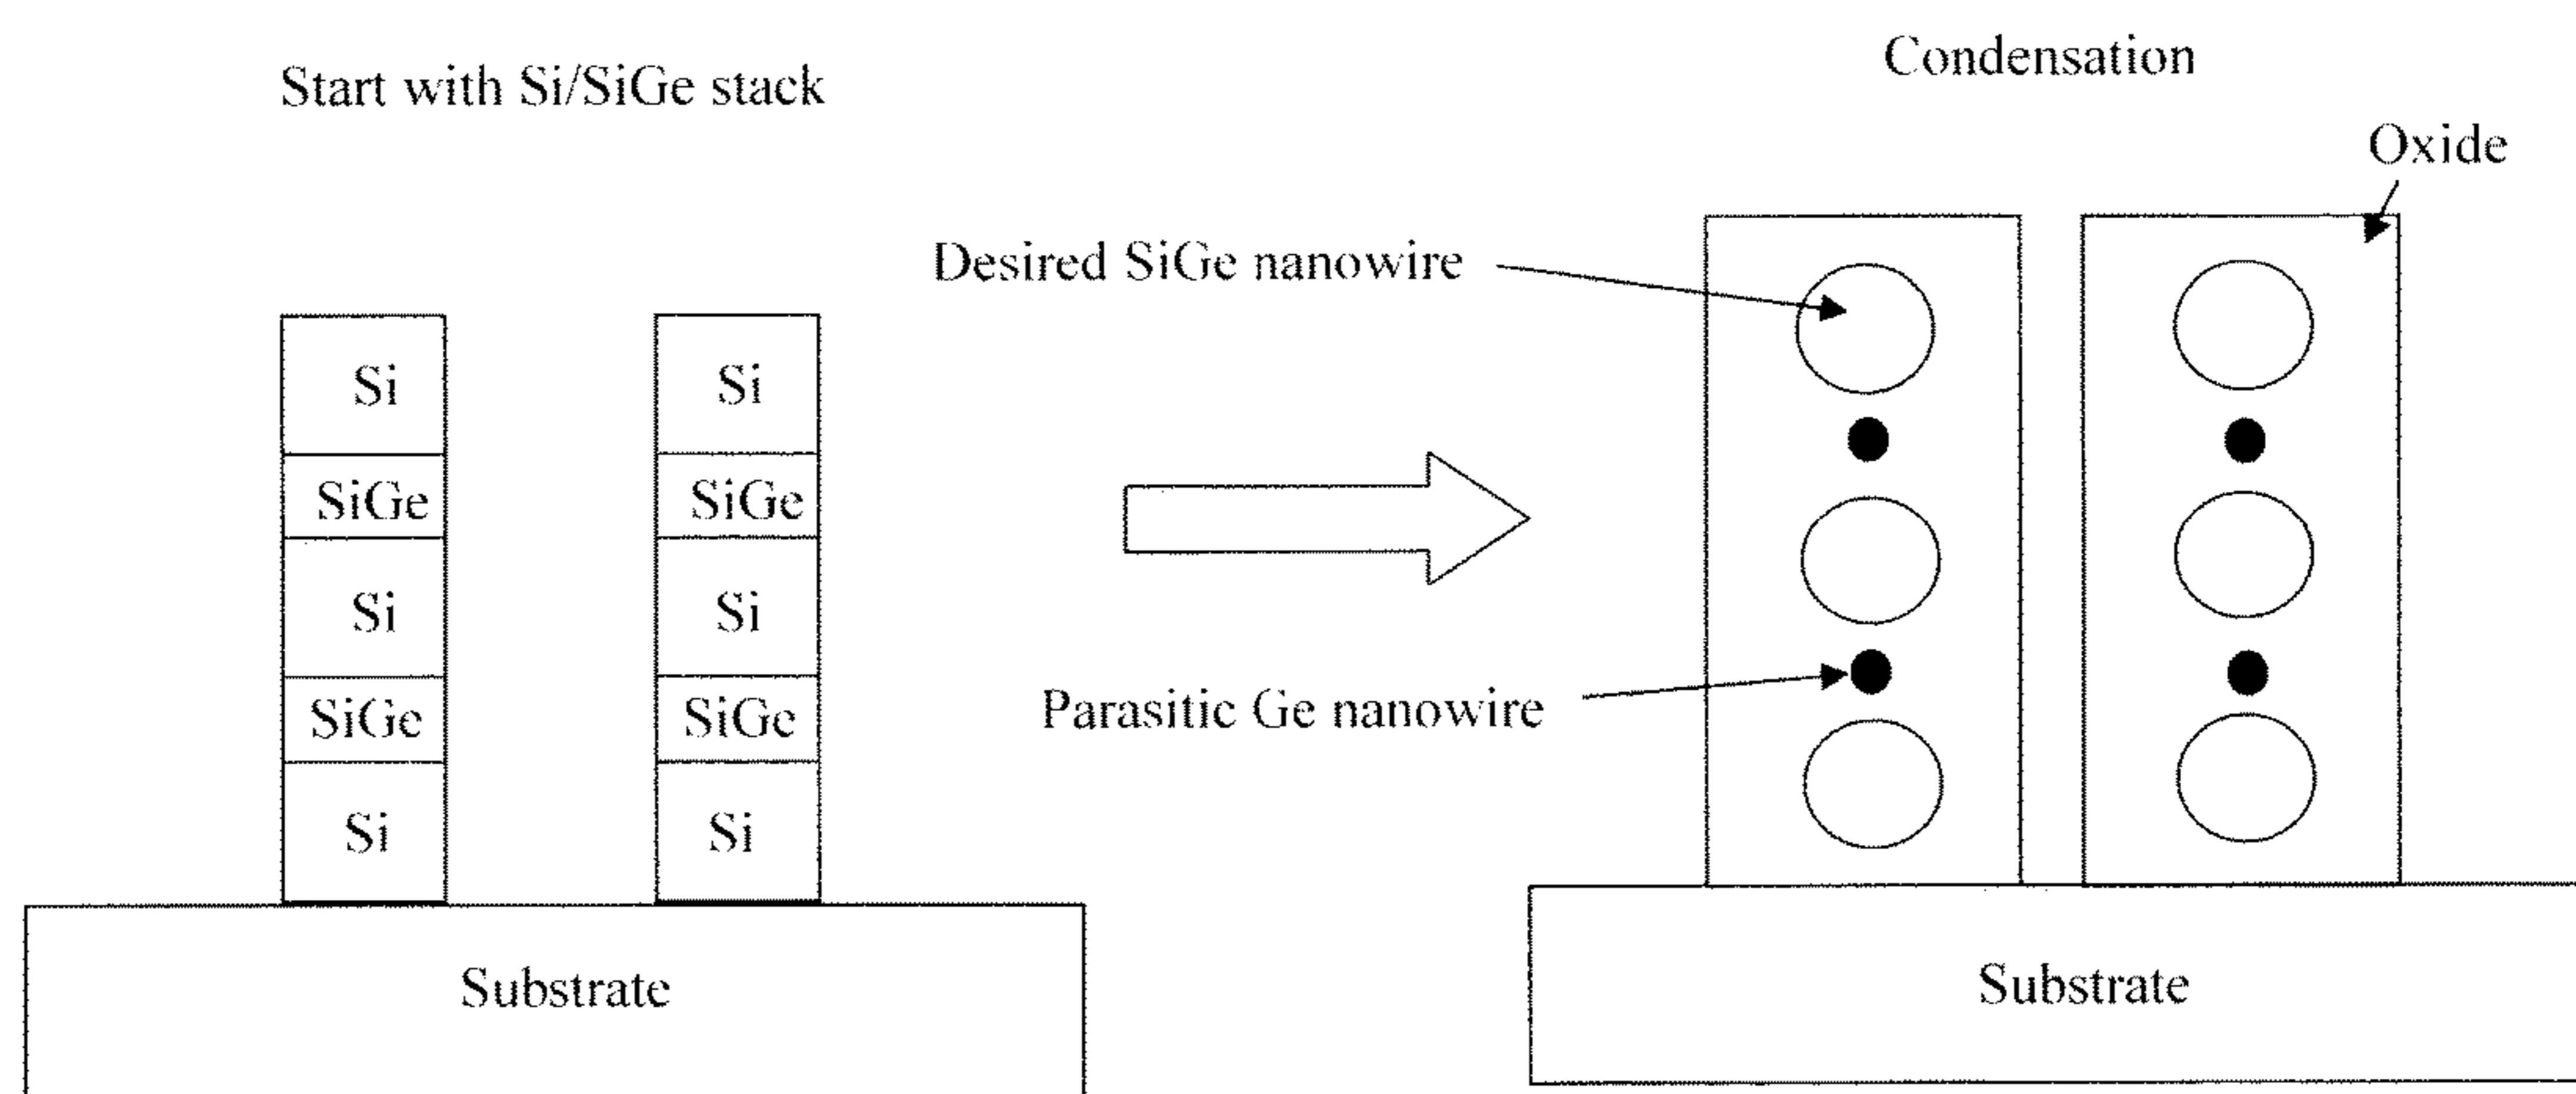 Start with Si/SiGe stack
Si
SiGe
Si
SiGe
Si
Si
SiGe
Si
SiGe
Si
Substrate
Desired SiGe nanowire
Parasitic Ge nanowire
Condensation
Oxide
Substrate